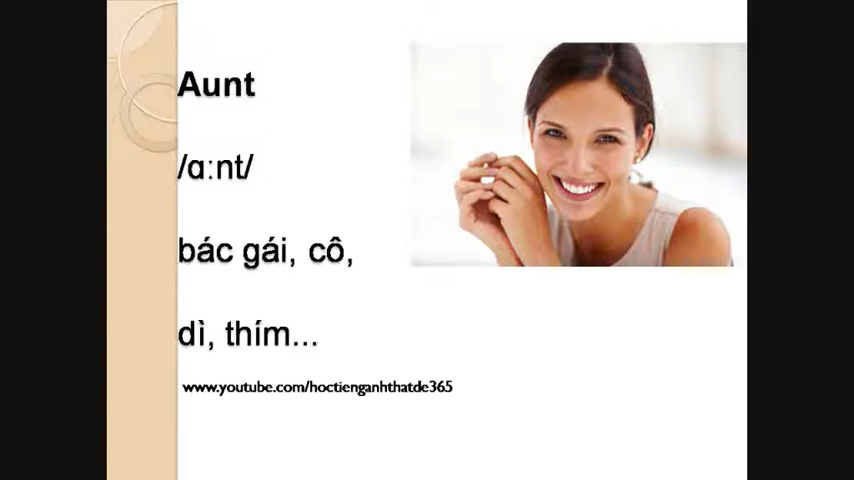 Aunt
/ɑːnt/
bác gái, cô,
dì, thím...
www.youtube.com/hoctienganhthatde365